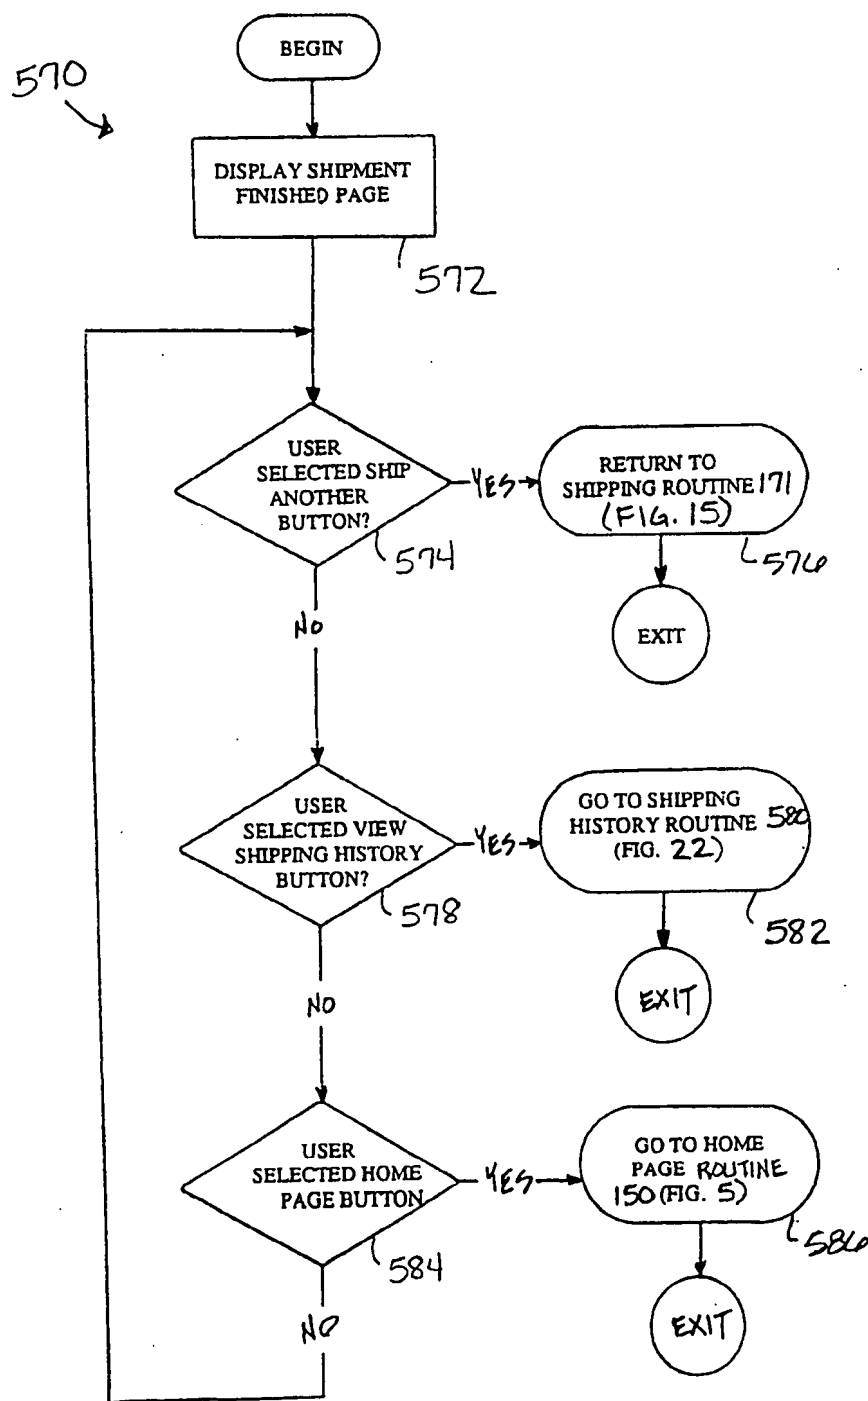 BEGIN
570
DISPLAY SHIPMENT
FINISHED PAGE
572
USER
SELECTED SHIP
ANOTHER
BUTTON?
574
YES
RETURN TO
SHIPPING ROUTINE 171
(FIG. 15)
576
EXIT
NO
USER
SELECTED VIEW
SHIPPING HISTORY
BUTTON?
578
YES
GO TO SHIPPING
HISTORY ROUTINE 580
(FIG. 22)
582
EXIT
NO
USER
SELECTED HOME
PAGE BUTTON
584
YES
GO TO HOME
PAGE ROUTINE
150 (FIG. 5)
586
EXIT
NO